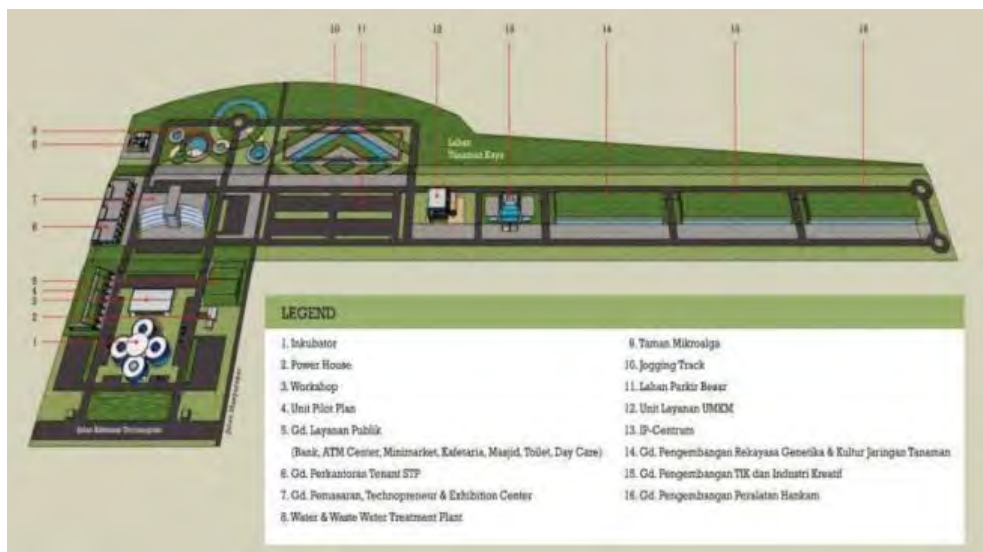 10 11 12 13 14 15 16
Lahan
Tanaman Kayu
9
8
7
6
5
4
3
2
1
LEGEND
1. Inkubator
2. Power House
3. Workshop
4. Unit Pilot Plan
5. Gd. Layanan Publik
(Bank, ATM Center, Minimarket, Kafetaria, Masjid, Toilet, Day Care)
6. Gd. Perkantoran Tenant STP
7. Gd. Pemasaran, Technopreneur & Exhibition Center
8. Water & Waste Water Treatment Plant
9. Taman Mikroalga
10. Jogging Track
11. Lahan Parkir Besar
12. Unit Layanan UMKM
13. IP-Centrum
14. Gd. Pengembangan Rekayasa Genetika & Kultur Jaringan Tanaman
15. Gd. Pengembangan TIK dan Industri Kreatif
16. Gd. Pengembangan Peralatan Hankam
Jalan
Jalan